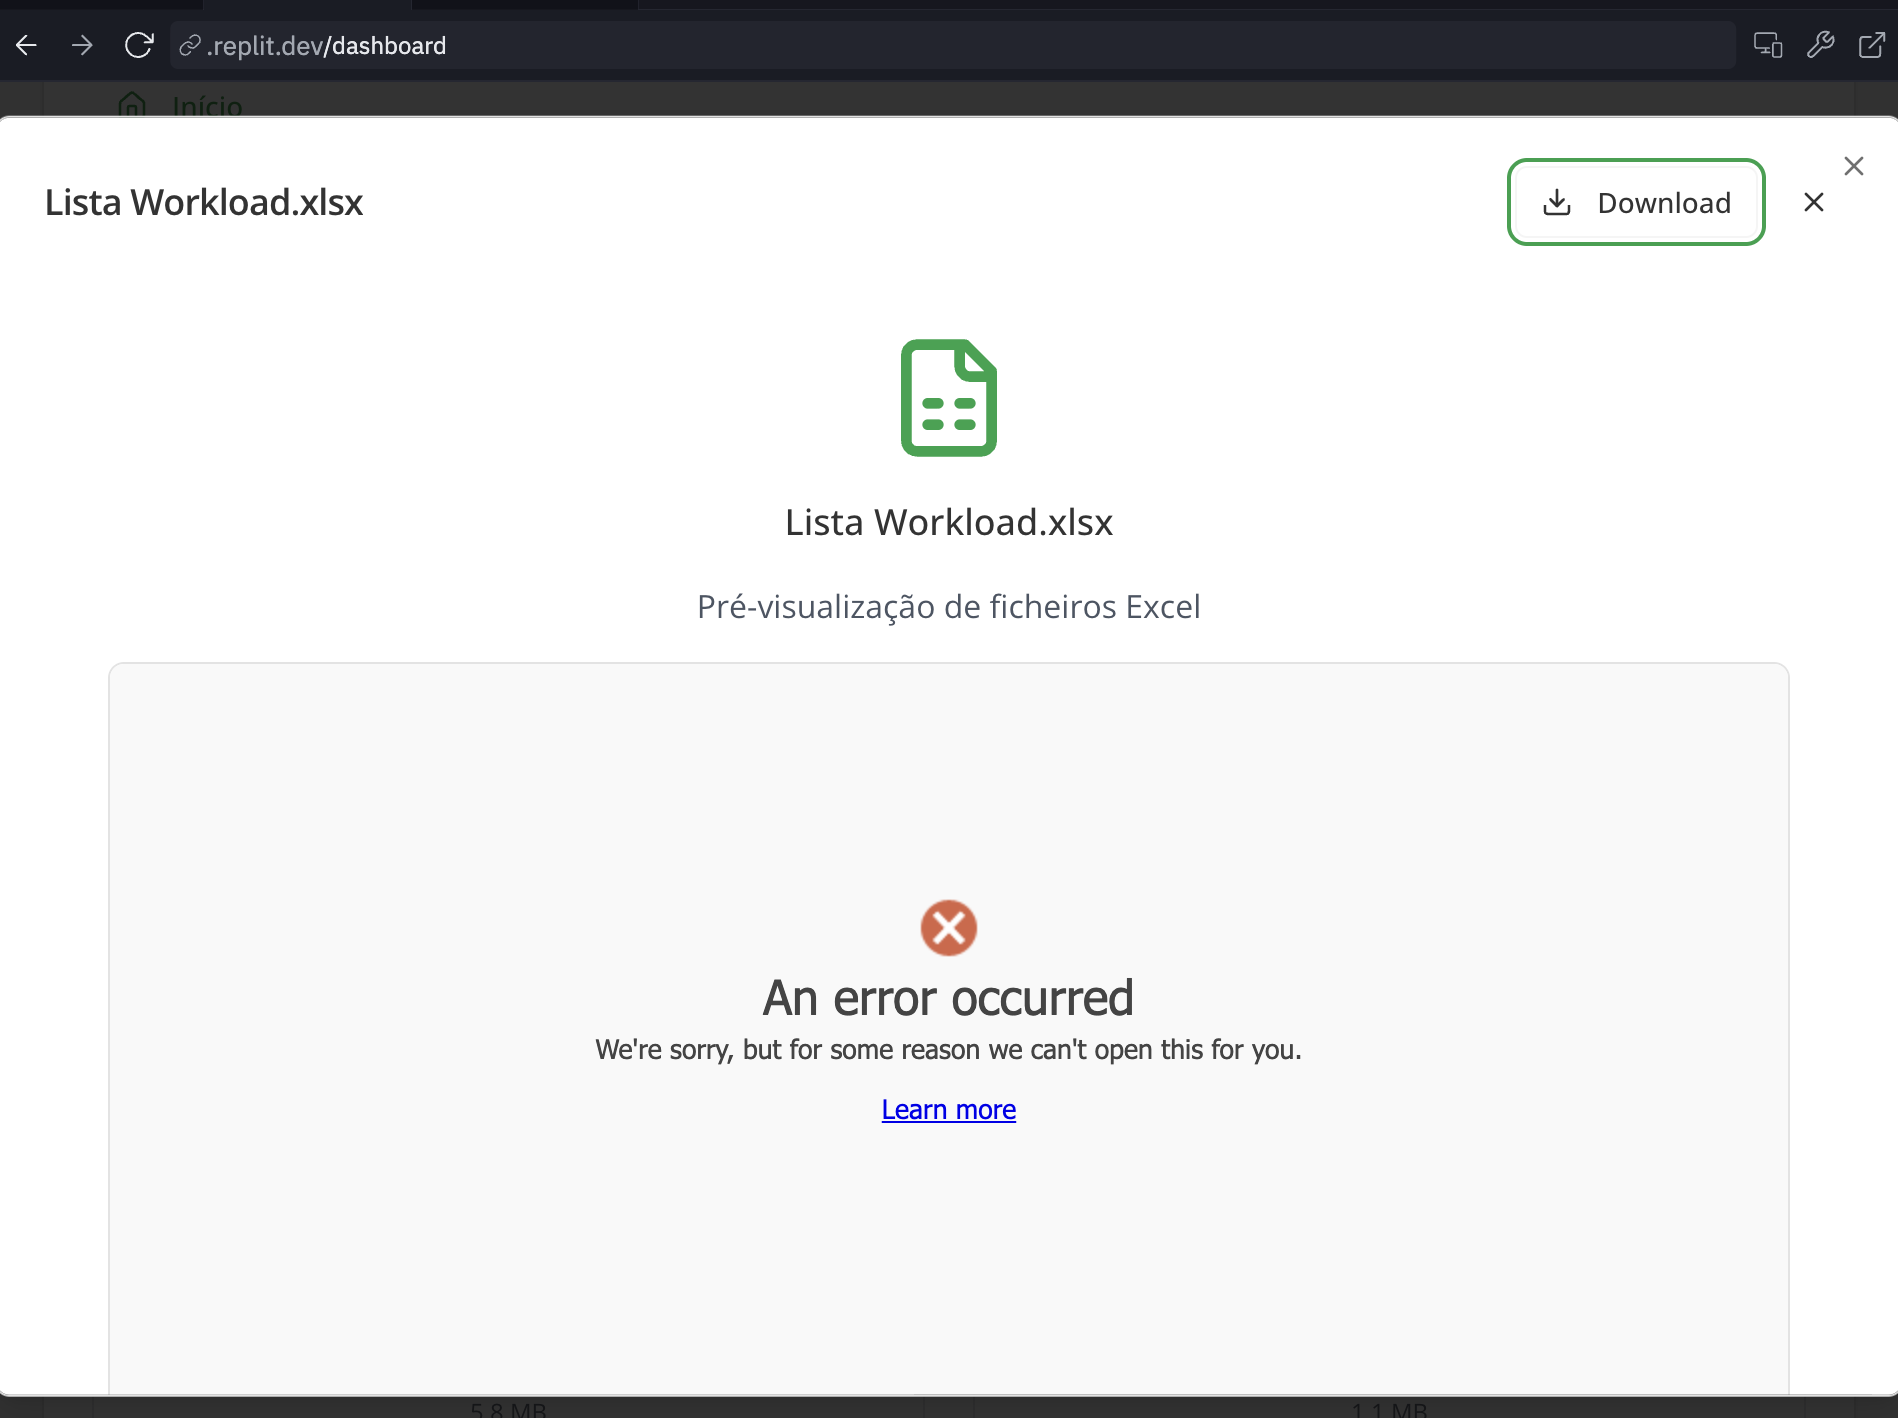 .replit.dev/dashboard
Início
Lista Workload.xlsx
Download
Lista Workload.xlsx
Pré-visualização de ficheiros Excel
An error occurred
We're sorry, but for some reason we can't open this for you.
Learn more
5.8 MB
1.1 MB